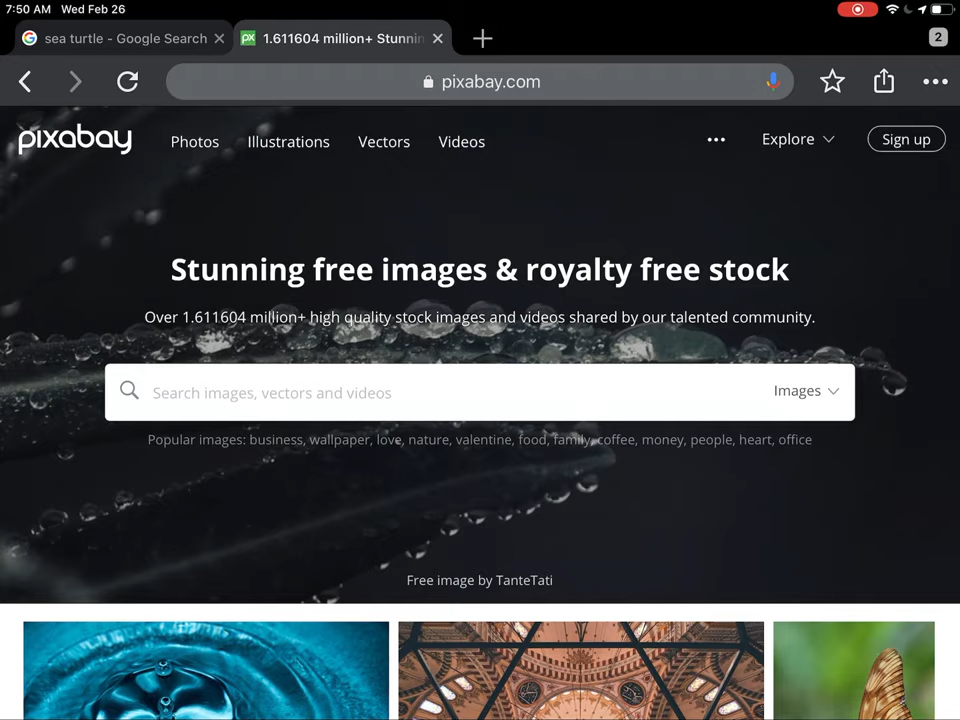 7:50 AM Wed Feb 26
sea turtle - Google Search
px 1.611604 million+ Stunnin
2
pixabay.com
pixabay Photos Illustrations Vectors Videos Explore Sign up
Stunning free images & royalty free stock
Over 1.611604 million+ high quality stock images and videos shared by our talented community.
Search images, vectors and videos Images
Popular images: business, wallpaper, love, nature, valentine, food, family, coffee, money, people, heart, office
Free image by TanteTati